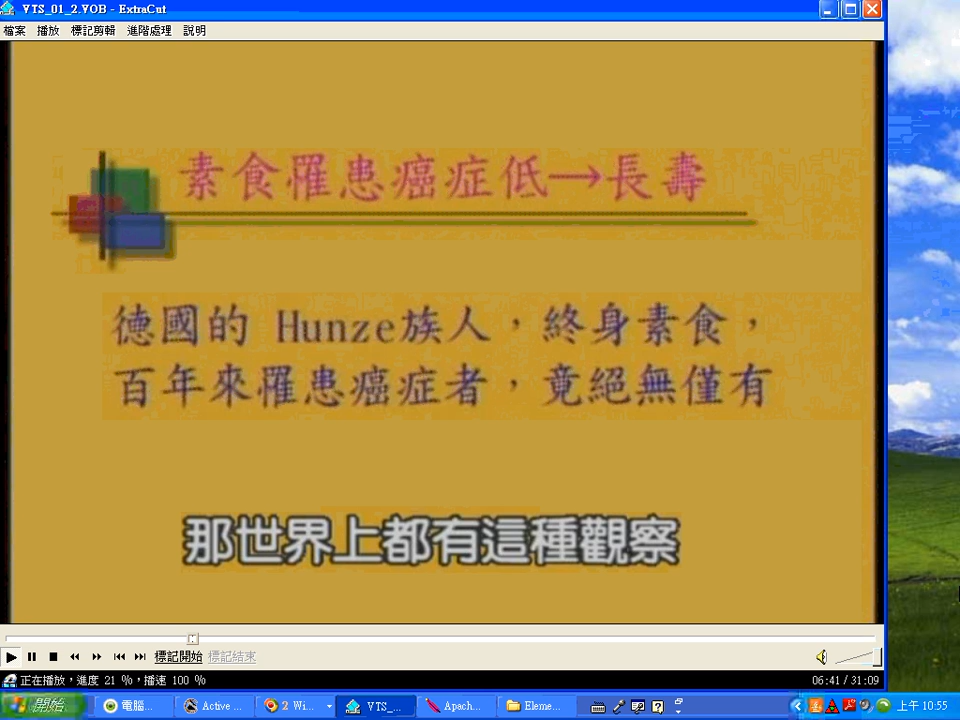 VTS_01_2.VOB - ExtraCut
檔案 播放 標記剪輯 進階處理 說明
素食罹患癌症低→長壽
德國的 Hunze族人，終身素食，
百年來罹患癌症者，竟絕無僅有
那世界上都有這種觀察
標記開始 標記結束
正在播放，進度 21 %，播速 100 %
06:41 / 31:09
開始 電腦... Active ... 2 Wi... VTS_... Apach... Eleme... 上午 10:55